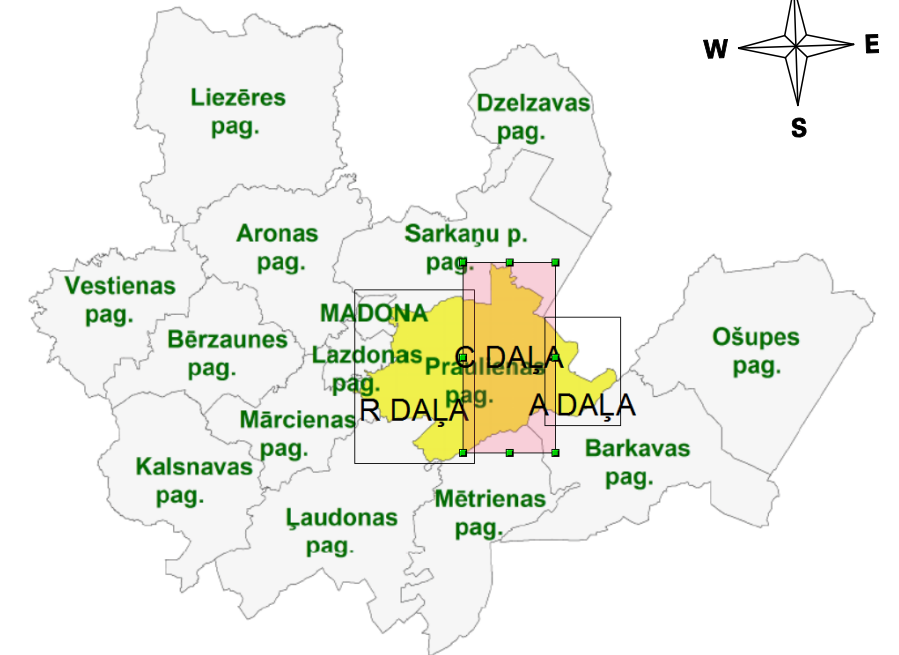 W
E
S
Liezēres
pag.
Dzelzavas
pag.
Aronas
pag.
Sarkaņu p.
pag.
Vestienas
pag.
MADONA
Bērzaunes
pag.
Lazdonas
pag.
Praulienas
pag.
C DAĻA
R DAĻA
A DAĻA
Ošupes
pag.
Mārcienas
pag.
Kalsnavas
pag.
Barkavas
pag.
Mētrienas
pag.
Ļaudonas
pag.